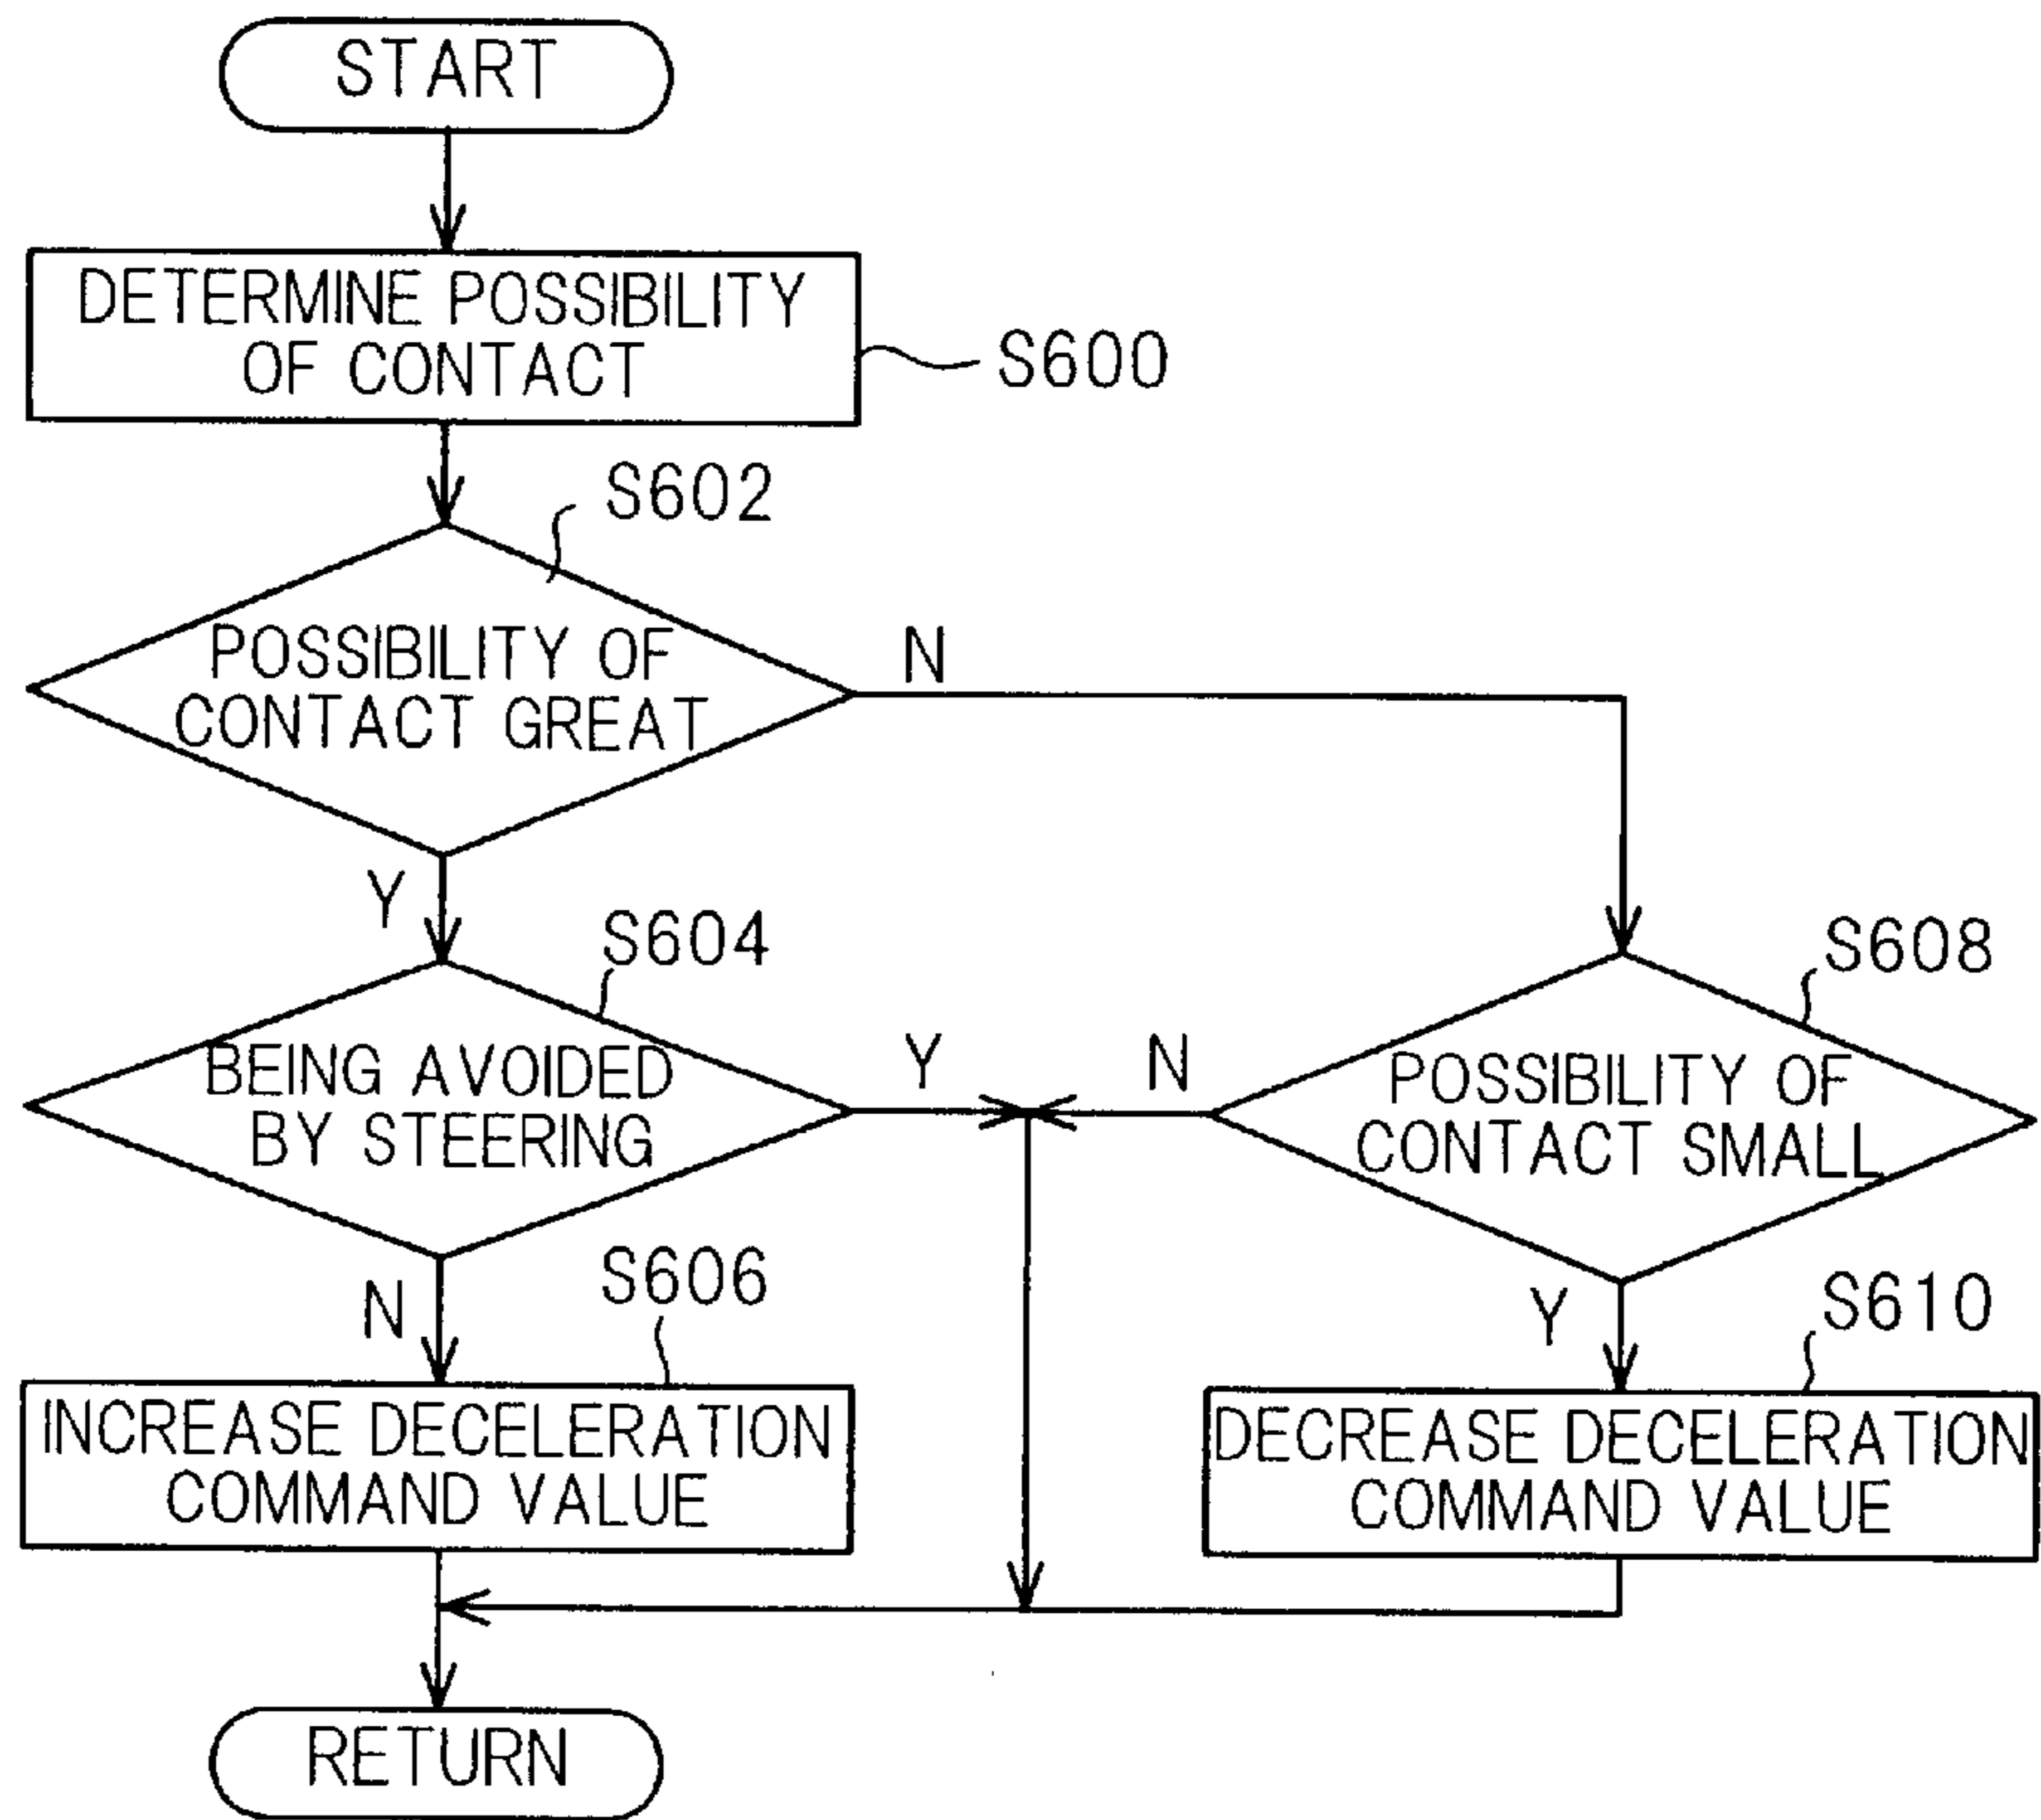 START
DETERMINE POSSIBILITY
OF CONTACT
S600
S602
POSSIBILITY OF
CONTACT GREAT
N
Y
S604
BEING AVOIDED
BY STEERING
Y
N
S608
POSSIBILITY OF
CONTACT SMALL
N
Y
S606
INCREASE DECELERATION
COMMAND VALUE
S610
DECREASE DECELERATION
COMMAND VALUE
RETURN